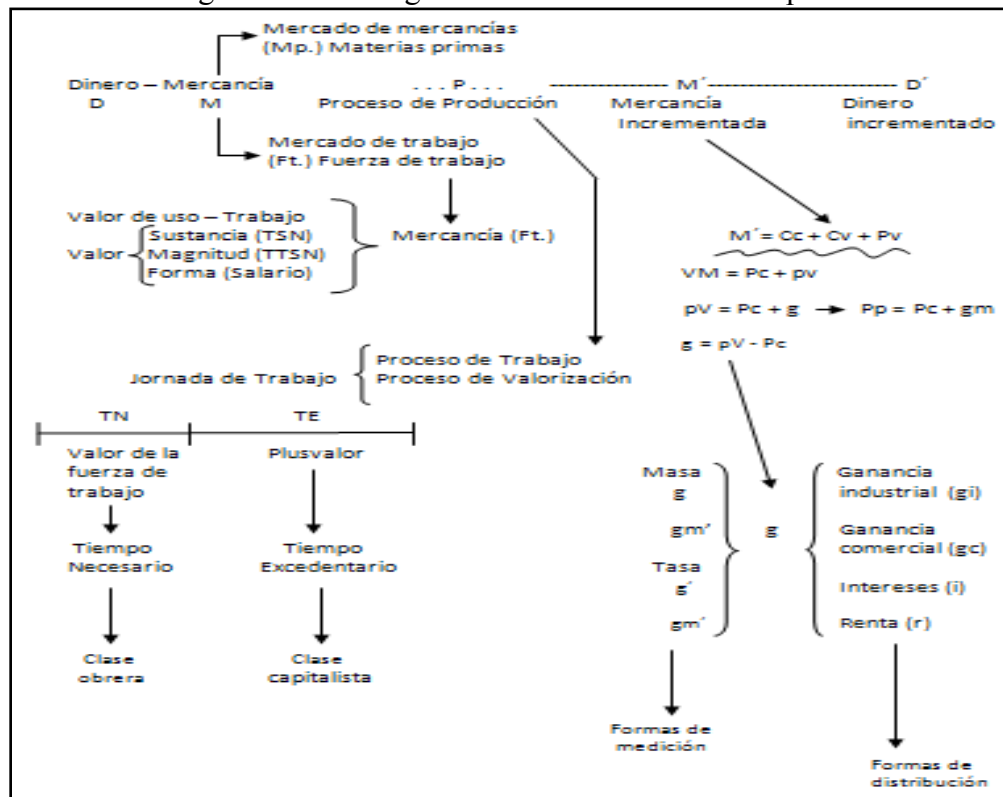 Mercado de mercancías
(Mp.) Materias primas
Dinero – Mercancía . . . P . . . --------------- M´------------------------ D´
D M Proceso de Producción Mercancía Dinero
Incrementada incrementado
Mercado de trabajo
(Ft.) Fuerza de trabajo
Valor de uso – Trabajo
Sustancia (TSN)
Valor Magnitud (TTSN)
Forma (Salario)
Mercancía (Ft.)
M´= Cc + Cv + Pv
VM = Pc + pv
pV = Pc + g → Pp = Pc + gm
g = pV - Pc
Jornada de Trabajo
Proceso de Trabajo
Proceso de Valorización
TN TE
Valor de la
fuerza de
trabajo
Plusvalor
Tiempo
Necesario
Tiempo
Excedentario
Clase
obrera
Clase
capitalista
Masa
g
gm’
Tasa
g´
gm´
g
Ganancia
industrial (gi)
Ganancia
comercial (gc)
Intereses (i)
Renta (r)
Formas de
medición
Formas de
distribución